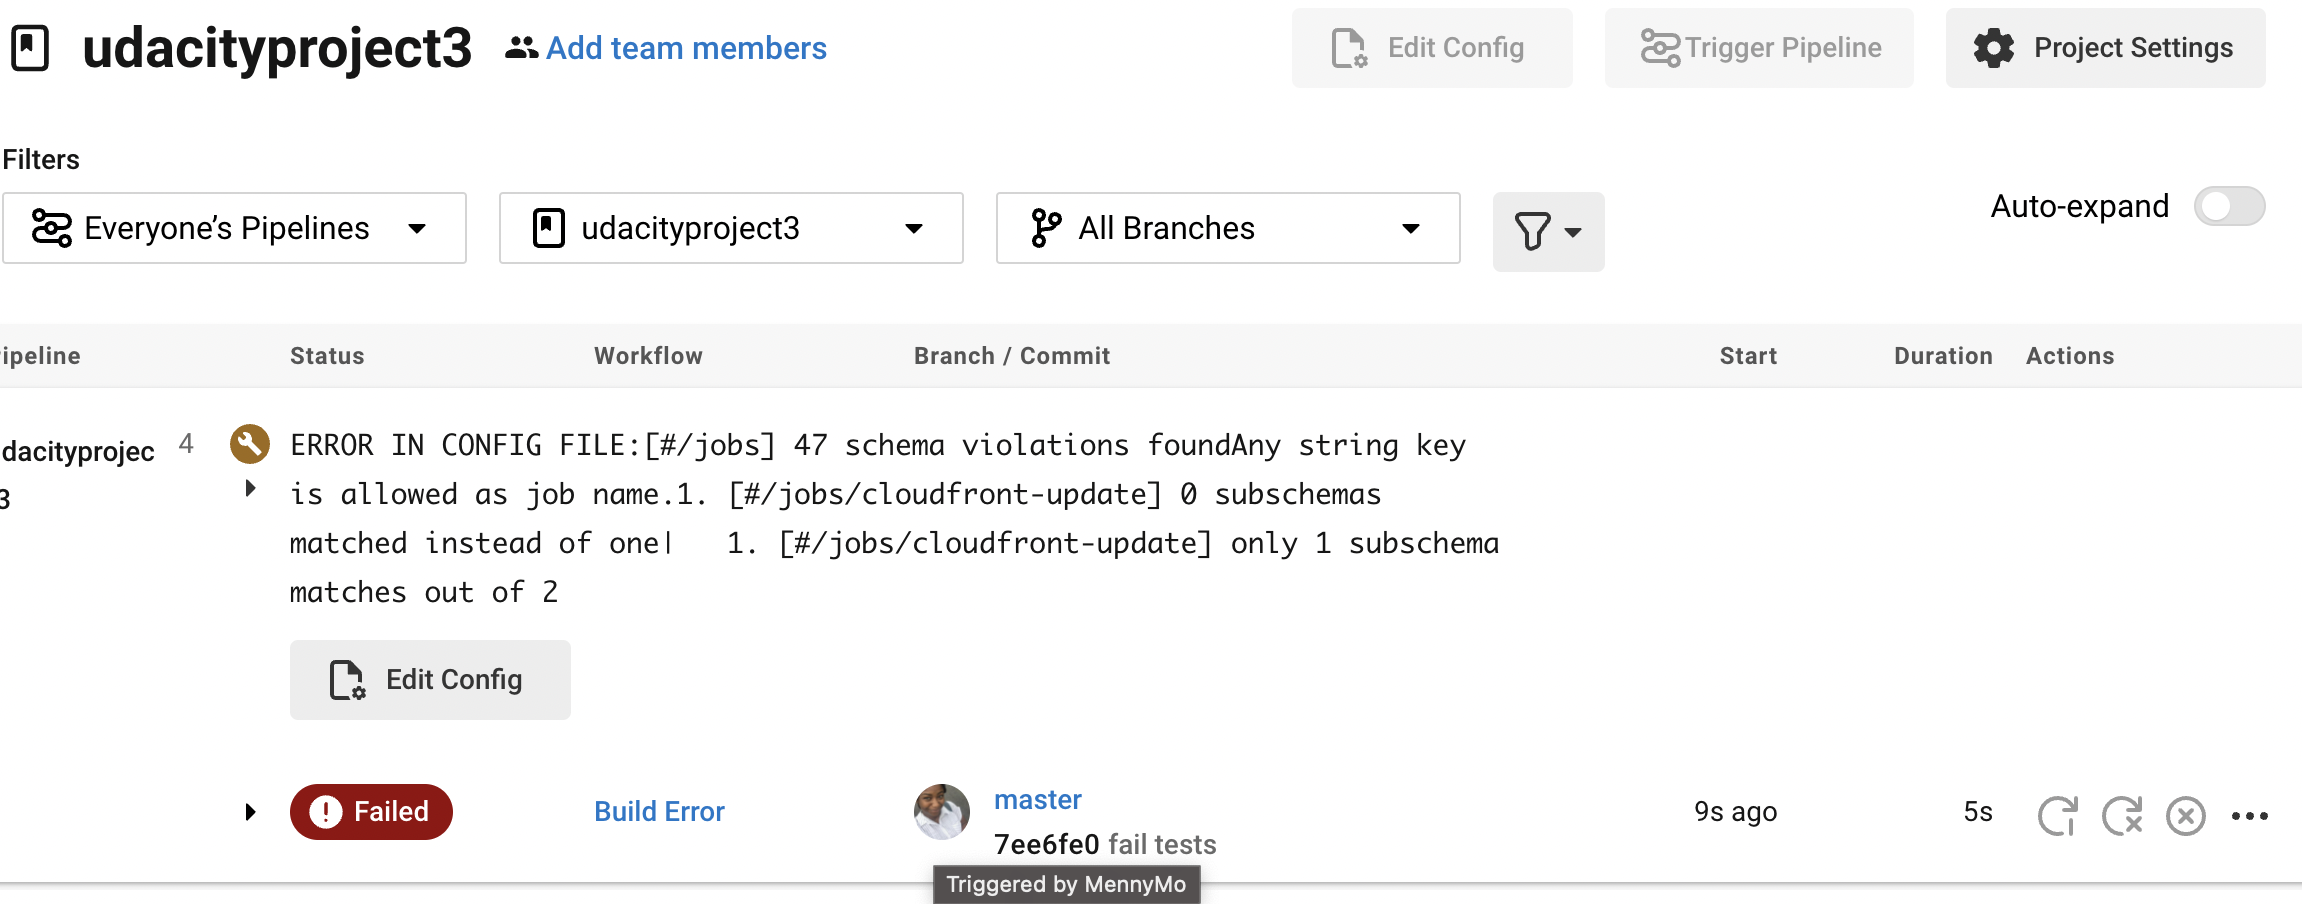 udacityproject3 Add team members Edit Config Trigger Pipeline Project Settings
Filters
Everyone’s Pipelines udacityproject3 All Branches Auto-expand
ipeline Status Workflow Branch / Commit Start Duration Actions
dacityprojec 4 ERROR IN CONFIG FILE:[#/jobs] 47 schema violations foundAny string key
3 is allowed as job name.1. [#/jobs/cloudfront-update] 0 subschemas
matched instead of one|   1. [#/jobs/cloudfront-update] only 1 subschema
matches out of 2
Edit Config
Failed Build Error master 9s ago 5s
7ee6fe0 fail tests
Triggered by MennyMo